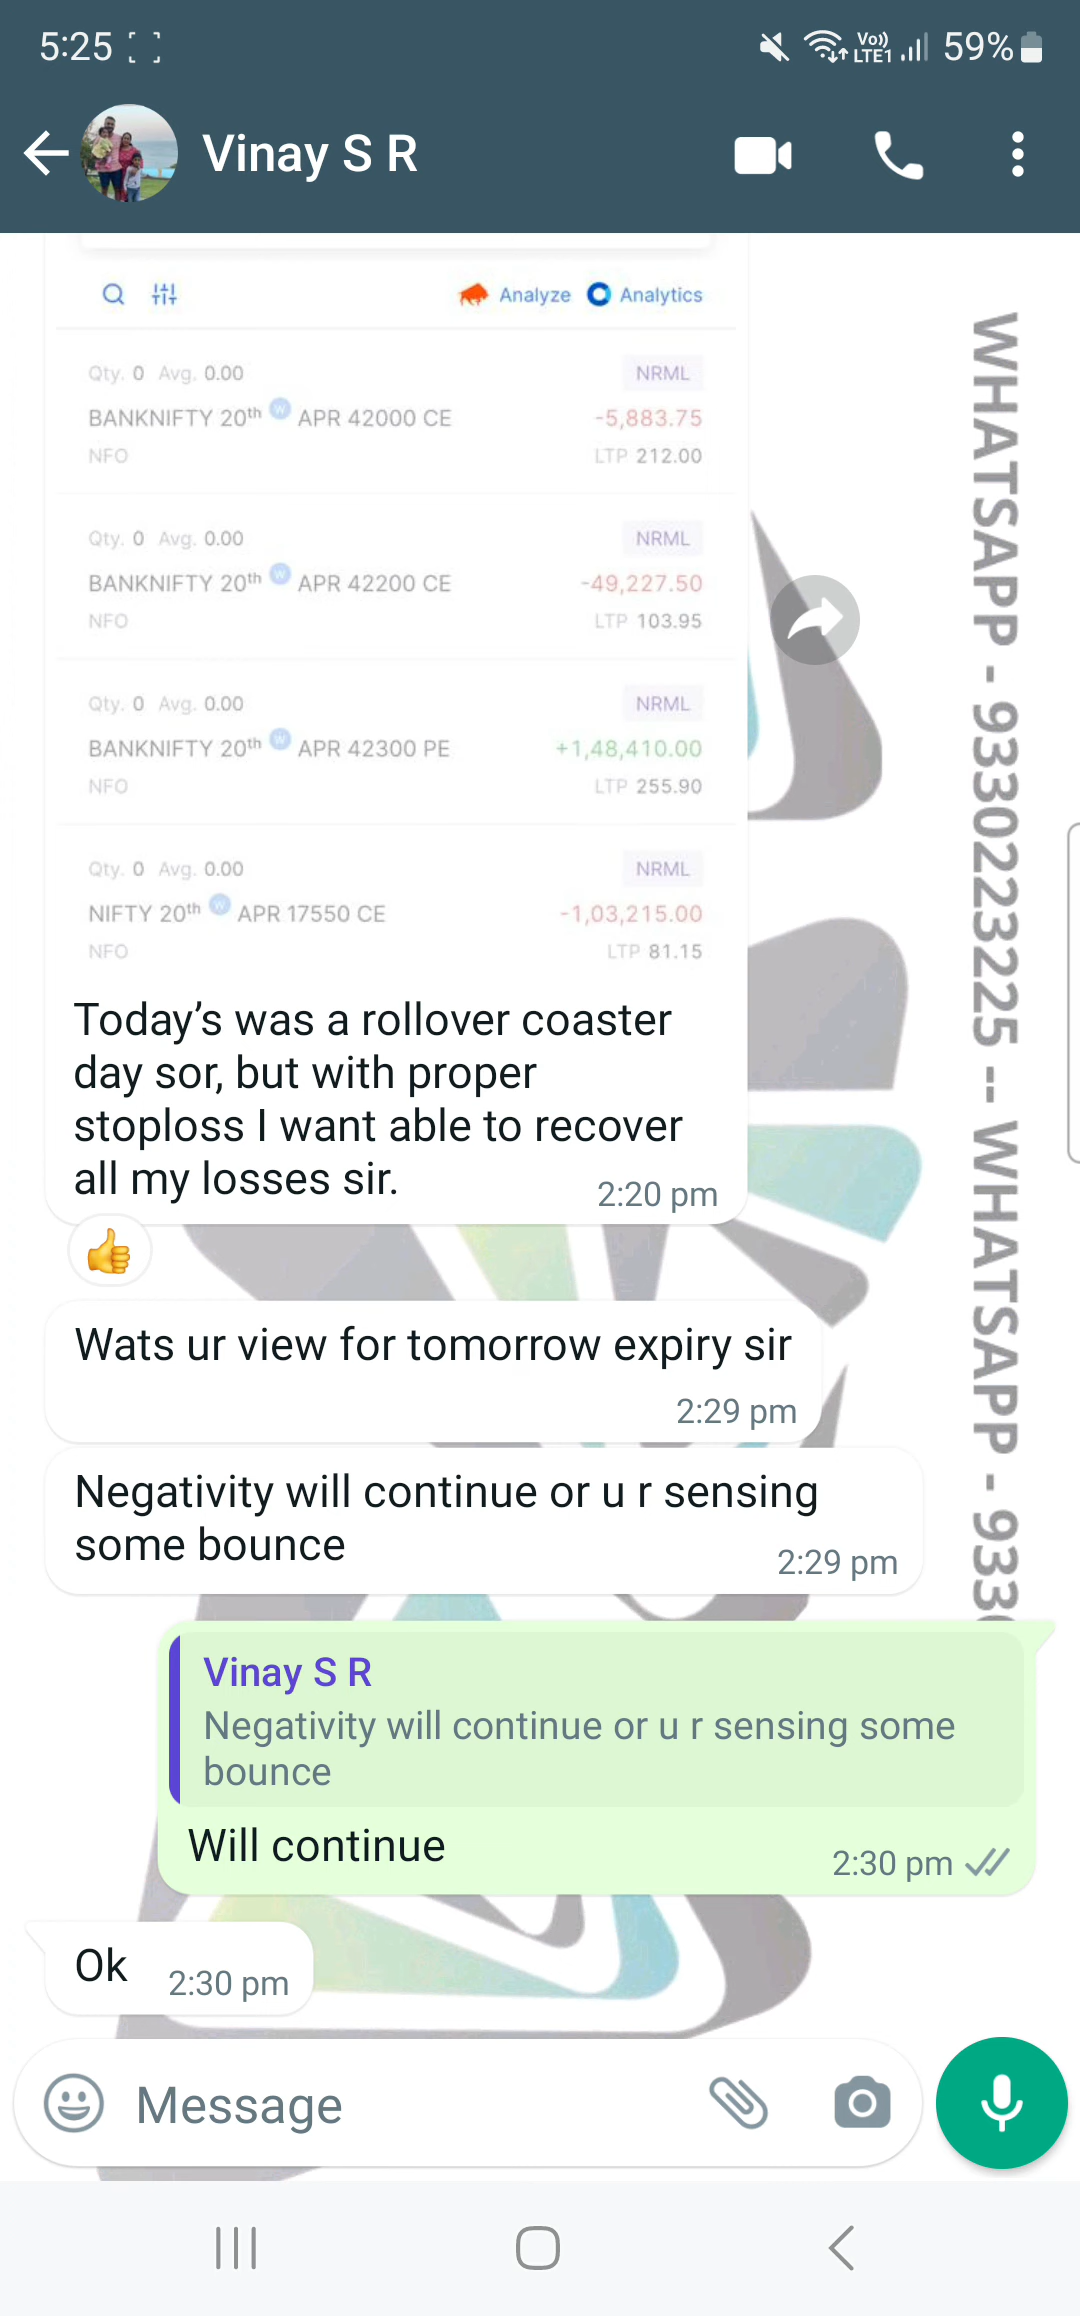 5:25
Vo))
LTE1
59%
Vinay S R
Analyze
Analytics
Qty. 0 Avg. 0.00
NRML
BANKNIFTY 20th W APR 42000 CE
-5,883.75
NFO
LTP 212.00
Qty. 0 Avg. 0.00
NRML
BANKNIFTY 20th W APR 42200 CE
-49,227.50
NFO
LTP 103.95
Qty. 0 Avg. 0.00
NRML
BANKNIFTY 20th W APR 42300 PE
+1,48,410.00
NFO
LTP 255.90
Qty. 0 Avg. 0.00
NRML
NIFTY 20th W APR 17550 CE
-1,03,215.00
NFO
LTP 81.15
Today's was a rollover coaster
day sor, but with proper
stoploss I want able to recover
all my losses sir.
2:20 pm
Wats ur view for tomorrow expiry sir
2:29 pm
Negativity will continue or u r sensing
some bounce
2:29 pm
Vinay S R
Negativity will continue or u r sensing some
bounce
Will continue
2:30 pm
Ok
2:30 pm
Message
WHATSAPP - 9330223225 -- WHATSAPP - 933